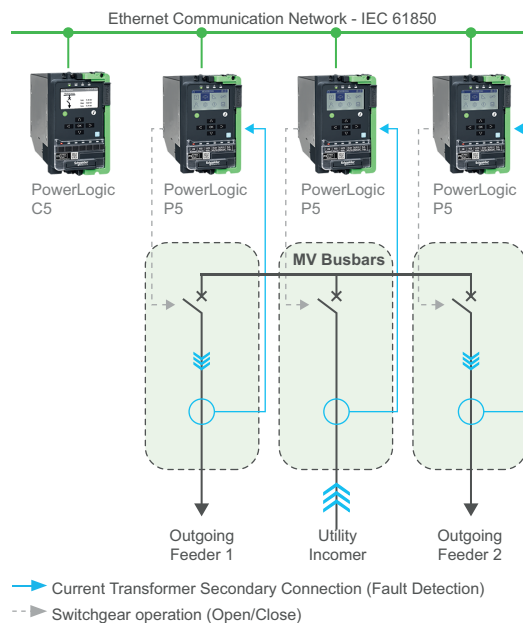 Ethernet Communication Network - IEC 61850
PowerLogic
C5
PowerLogic
P5
PowerLogic
P5
PowerLogic
P5
MV Busbars
Outgoing
Feeder 1
Utility
Incomer
Outgoing
Feeder 2
Current Transformer Secondary Connection (Fault Detection)
Switchgear operation (Open/Close)